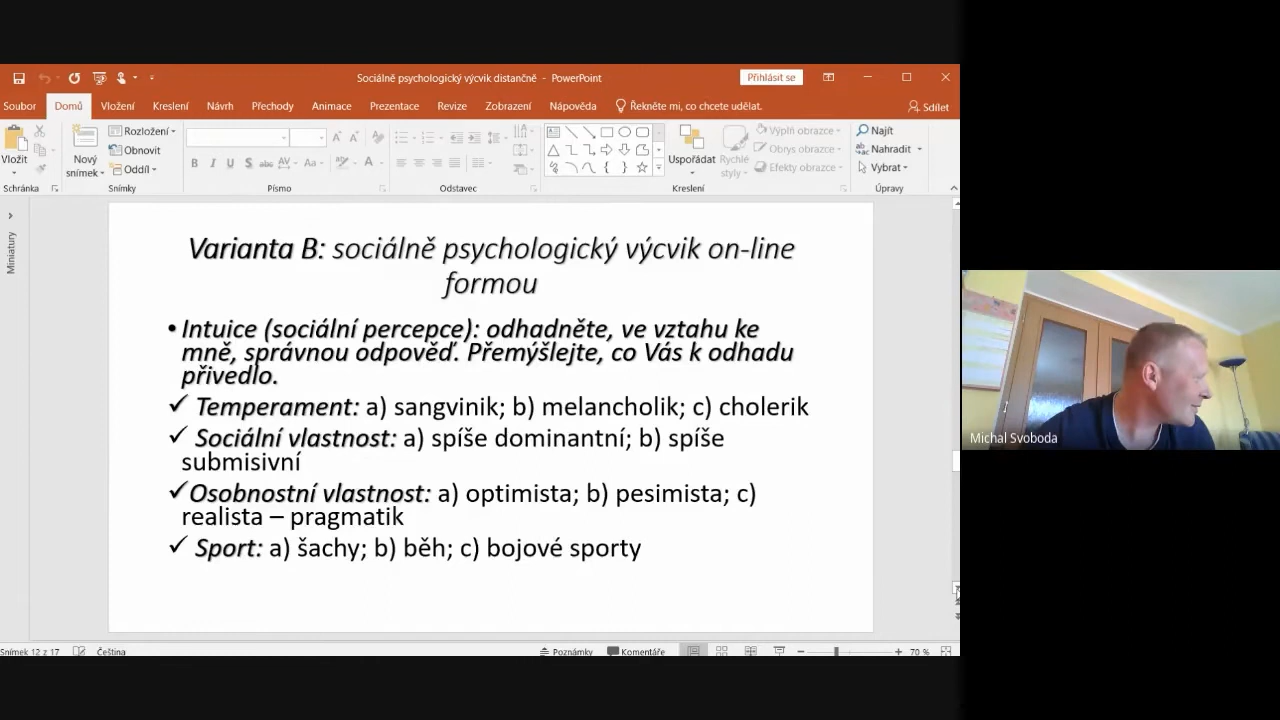 Sociálně psychologický výcvik distančně - PowerPoint
Přihlásit se
Soubor Domů Vložení Kreslení Návrh Přechody Animace Prezentace Revize Zobrazení Nápověda Řekněte mi, co chcete udělat. Sdílet
Vložit
Nový snímek
Rozložení
Obnovit
Oddíl
Uspořádat
Rychlé styly
Výplň obrazce
Obrys obrazce
Efekty obrazce
Najít
Nahradit
Vybrat
Schránka Snímky Písmo Odstavec Kreslení Úpravy
Miniatury
Varianta B: sociálně psychologický výcvik on-line
formou
• Intuice (sociální percepce): odhadněte, ve vztahu ke
mně, správnou odpověď. Přemýšlejte, co Vás k odhadu
přivedlo.
✓ Temperament: a) sangvinik; b) melancholik; c) cholerik
✓ Sociální vlastnost: a) spíše dominantní; b) spíše
submisivní
✓Osobnostní vlastnost: a) optimista; b) pesimista; c)
realista – pragmatik
✓ Sport: a) šachy; b) běh; c) bojové sporty
Michal Svoboda
Snímek 12 z 17 Čeština Poznámky Komentáře 70 %